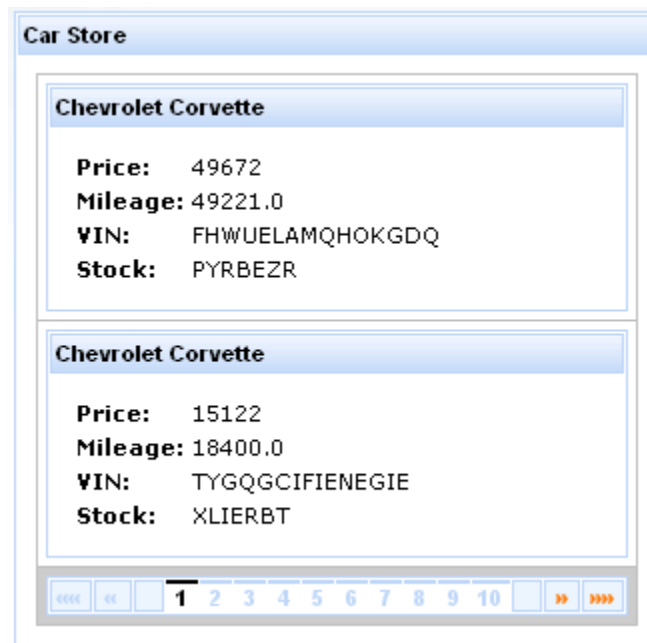 Car Store
Chevrolet Corvette
Price: 49672
Mileage: 49221.0
VIN: FHWUELAMQHOKGDQ
Stock: PYRBEZR
Chevrolet Corvette
Price: 15122
Mileage: 18400.0
VIN: TYGQGCIFIENEGIE
Stock: XLIERBT
«« « 1 2 3 4 5 6 7 8 9 10 » »»